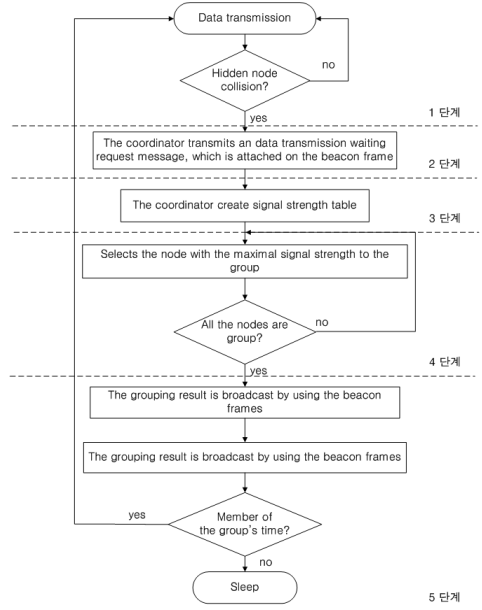 Data transmission
no
Hidden node
collision?
yes
1 단계
The coordinator transmits an data transmission waiting
request message, which is attached on the beacon frame
2 단계
The coordinator create signal strength table
3 단계
Selects the node with the maximal signal strength to the
group
no
All the nodes are
group?
4 단계
yes
The grouping result is broadcast by using the beacon
frames
The grouping result is broadcast by using the beacon frames
yes
Member of
the group's time?
no
Sleep
5 단계